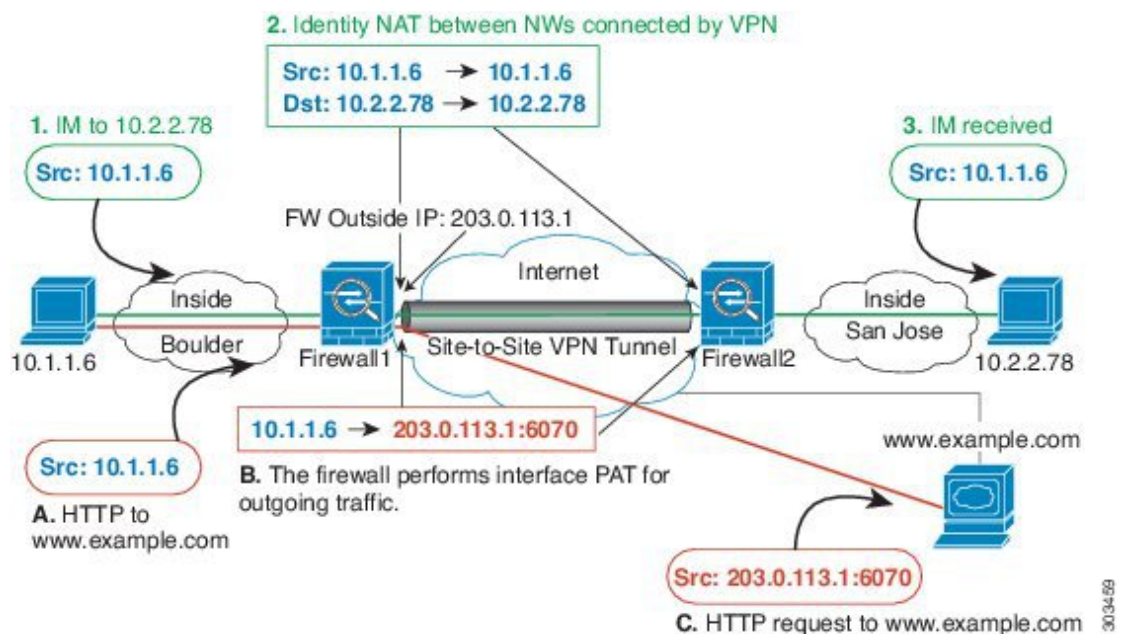 2. Identity NAT between NWs connected by VPN
Src: 10.1.1.6 → 10.1.1.6
Dst: 10.2.2.78 → 10.2.2.78
1. IM to 10.2.2.78
Src: 10.1.1.6
3. IM received
Src: 10.1.1.6
FW Outside IP: 203.0.113.1
Internet
Inside
Boulder
Inside
San Jose
10.1.1.6
Firewall1
Site-to-Site VPN Tunnel
Firewall2
10.2.2.78
10.1.1.6 → 203.0.113.1:6070
B. The firewall performs interface PAT for
outgoing traffic.
www.example.com
Src: 10.1.1.6
A. HTTP to
www.example.com
Src: 203.0.113.1:6070
C. HTTP request to www.example.com
303459